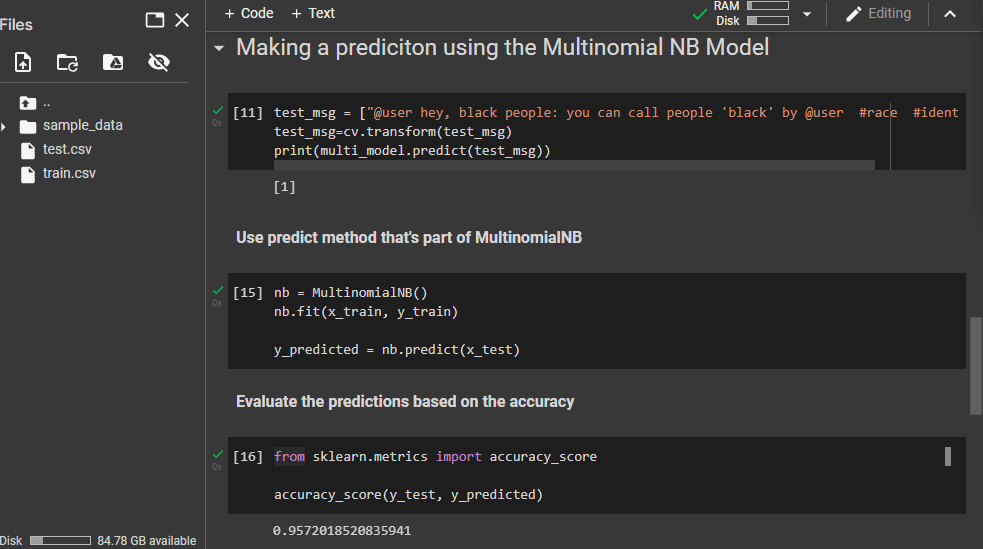 Files
..
sample_data
test.csv
train.csv
Disk 84.78 GB available
+ Code + Text
RAM
Disk
Editing
Making a prediciton using the Multinomial NB Model
0s
[11] test_msg = ["@user hey, black people: you can call people 'black' by @user  #race  #ident
test_msg=cv.transform(test_msg)
print(multi_model.predict(test_msg))
[1]
Use predict method that's part of MultinomialNB
0s
[15] nb = MultinomialNB()
nb.fit(x_train, y_train)
y_predicted = nb.predict(x_test)
Evaluate the predictions based on the accuracy
0s
[16] from sklearn.metrics import accuracy_score
accuracy_score(y_test, y_predicted)
0.9572018520835941